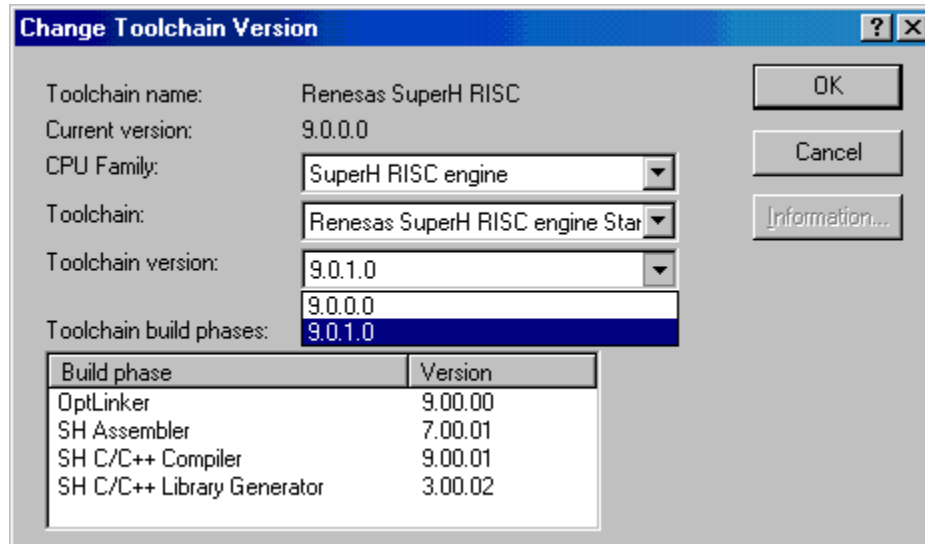 Change Toolchain Version
Toolchain name: Renesas SuperH RISC
OK
Current version: 9.0.0.0
Cancel
CPU Family: SuperH RISC engine
Toolchain: Renesas SuperH RISC engine Star
Information...
Toolchain version: 9.0.1.0
9.0.0.0
9.0.1.0
Toolchain build phases:
Build phase Version
OptLinker 9.00.00
SH Assembler 7.00.01
SH C/C++ Compiler 9.00.01
SH C/C++ Library Generator 3.00.02